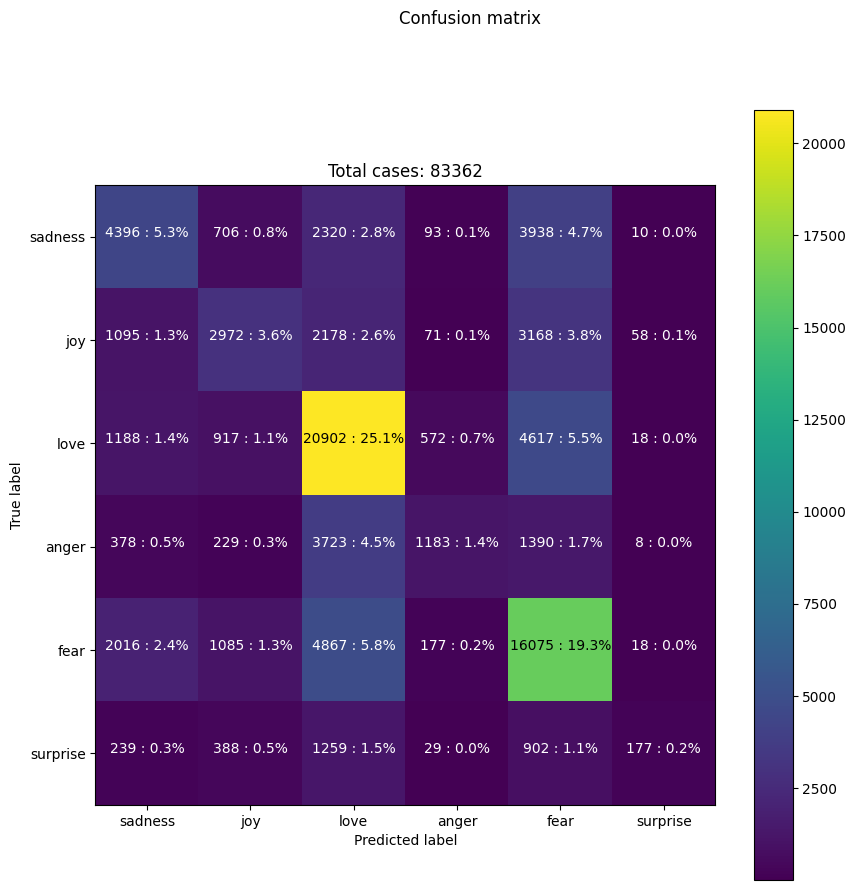 Confusion matrix
Total cases: 83362
sadness 4396 : 5.3% 706 : 0.8% 2320 : 2.8% 93 : 0.1% 3938 : 4.7% 10 : 0.0%
joy 1095 : 1.3% 2972 : 3.6% 2178 : 2.6% 71 : 0.1% 3168 : 3.8% 58 : 0.1%
love 1188 : 1.4% 917 : 1.1% 20902 : 25.1% 572 : 0.7% 4617 : 5.5% 18 : 0.0%
anger 378 : 0.5% 229 : 0.3% 3723 : 4.5% 1183 : 1.4% 1390 : 1.7% 8 : 0.0%
fear 2016 : 2.4% 1085 : 1.3% 4867 : 5.8% 177 : 0.2% 16075 : 19.3% 18 : 0.0%
surprise 239 : 0.3% 388 : 0.5% 1259 : 1.5% 29 : 0.0% 902 : 1.1% 177 : 0.2%
sadness joy love anger fear surprise
Predicted label
True label
20000
17500
15000
12500
10000
7500
5000
2500